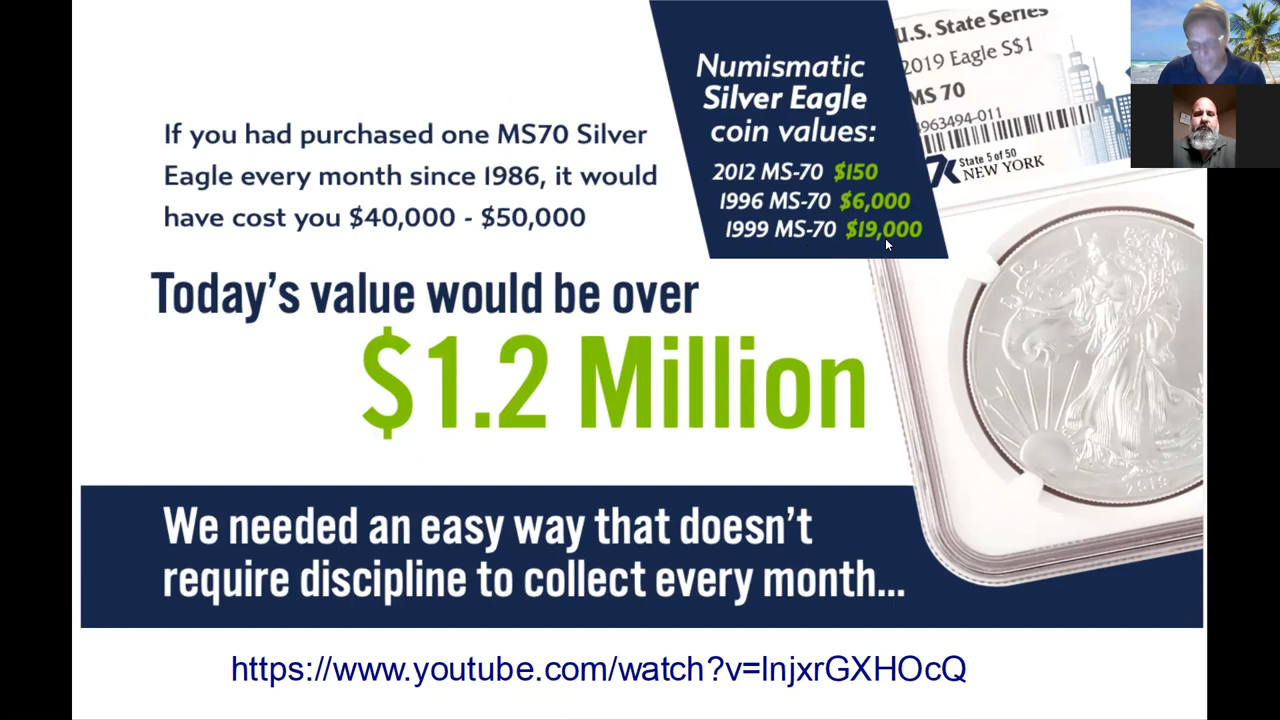 If you had purchased one MS70 Silver
Eagle every month since 1986, it would
have cost you $40,000 - $50,000
Numismatic
Silver Eagle
coin values:
2012 MS-70 $150
1996 MS-70 $6,000
1999 MS-70 $19,000
U.S. State Series
2019 Eagle S$1
MS 70
963494-011
State 5 of 50
NEW YORK
Today's value would be over
$1.2 Million
2019
We needed an easy way that doesn't
require discipline to collect every month...
https://www.youtube.com/watch?v=lnjxrGXHOcQ